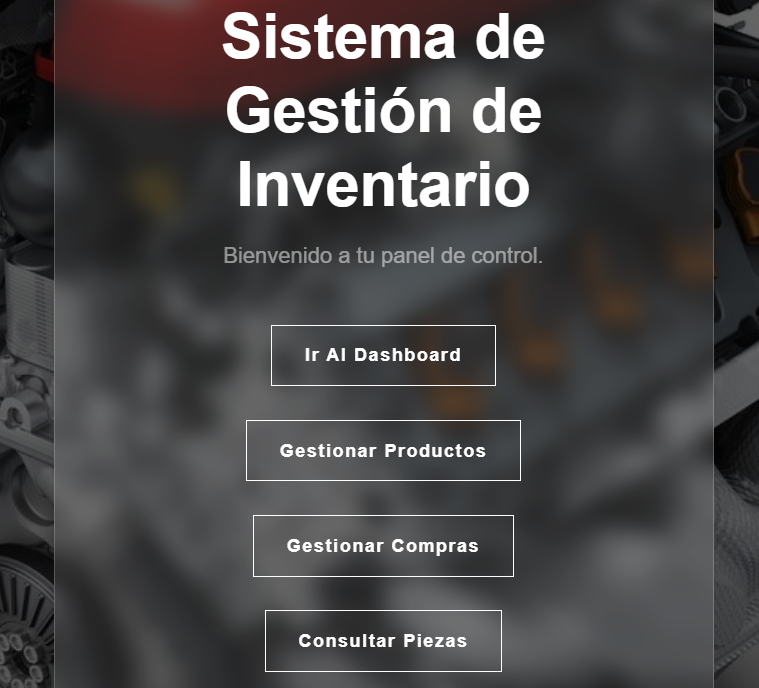 Sistema de
Gestión de
Inventario
Bienvenido a tu panel de control.
Ir Al Dashboard
Gestionar Productos
Gestionar Compras
Consultar Piezas